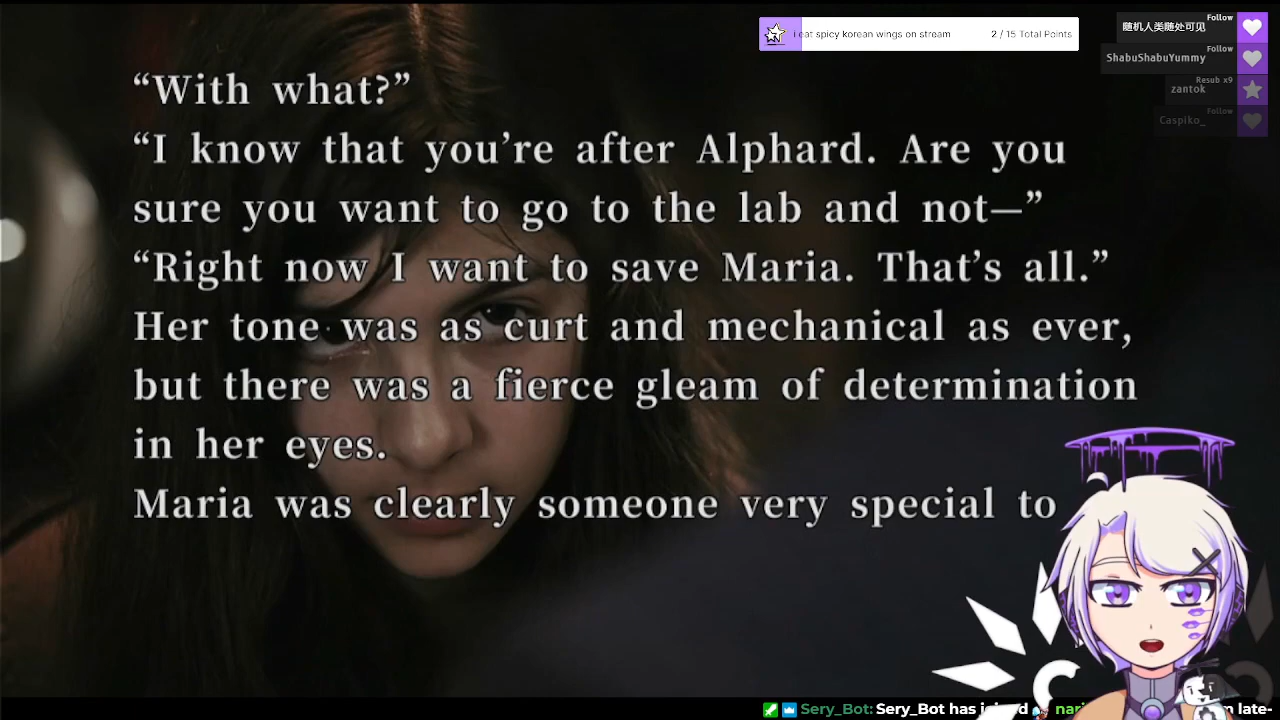 i eat spicy korean wings on stream 2 / 15 Total Points
Follow
随机人类随处可见
Follow
ShabuShabuYummy
Resub x9
zantok
Follow
Caspiko_
“With what?”
“I know that you’re after Alphard. Are you
sure you want to go to the lab and not—”
“Right now I want to save Maria. That’s all.”
Her tone was as curt and mechanical as ever,
but there was a fierce gleam of determination
in her eyes.
Maria was clearly someone very special to
Sery_Bot: Sery_Bot has late-